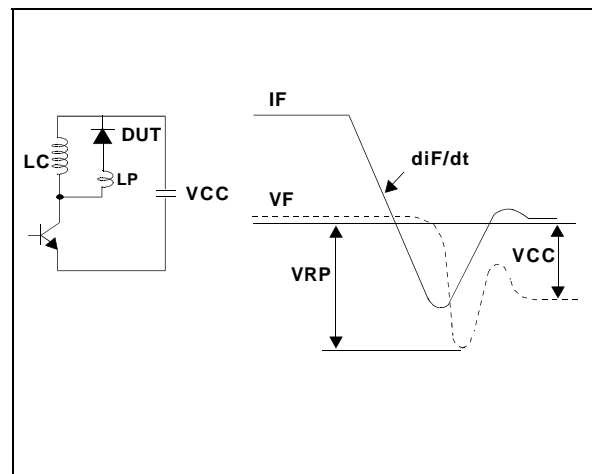 DUT
LC
LP
VCC
IF
diF/dt
VF
VRP
VCC